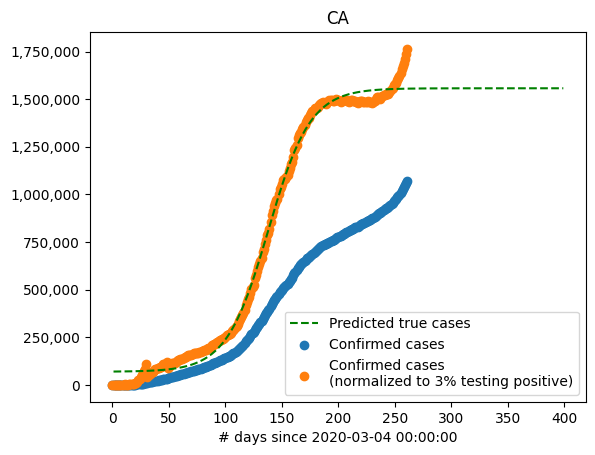 CA
1,750,000
1,500,000
1,250,000
1,000,000
750,000
500,000
250,000
0
Predicted true cases
Confirmed cases
Confirmed cases
(normalized to 3% testing positive)
0 50 100 150 200 250 300 350 400
# days since 2020-03-04 00:00:00